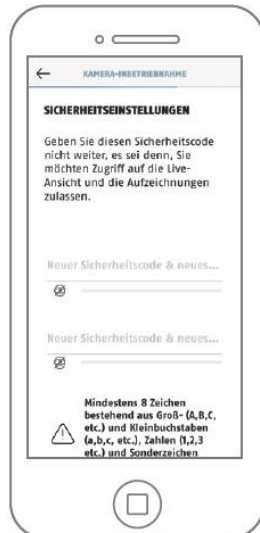 KAMERA-INBETRIEBNAHME
SICHERHEITSEINSTELLUNGEN
Geben Sie diesen Sicherheitscode
nicht weiter, es sei denn, Sie
möchten Zugriff auf die Live-
Ansicht und die Aufzeichnungen
zulassen.
Neuer Sicherheitscode & neues...
Neuer Sicherheitscode & neues...
Mindestens 8 Zeichen
bestehend aus Groß- (A,B,C,
etc.) und Kleinbuchstaben
(a,b,c, etc.), Zahlen (1,2,3
etc.) und Sonderzeichen